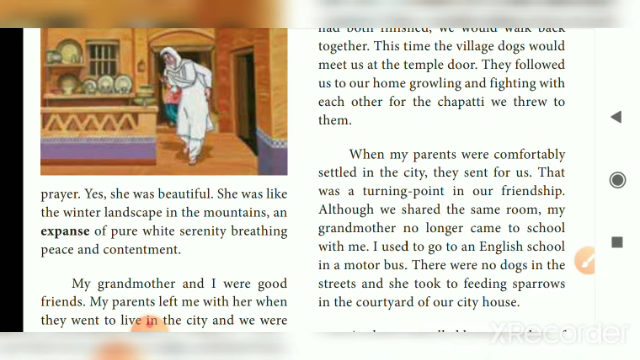 prayer. Yes, she was beautiful. She was like
the winter landscape in the mountains, an
expanse of pure white serenity breathing
peace and contentment.
My grandmother and I were good
friends. My parents left me with her when
they went to live in the city and we were
had both finished, we would walk back
together. This time the village dogs would
meet us at the temple door. They followed
us to our home growling and fighting with
each other for the chapatti we threw to
them.
When my parents were comfortably
settled in the city, they sent for us. That
was a turning-point in our friendship.
Although we shared the same room, my
grandmother no longer came to school
with me. I used to go to an English school
in a motor bus. There were no dogs in the
streets and she took to feeding sparrows
in the courtyard of our city house.
XRecorder